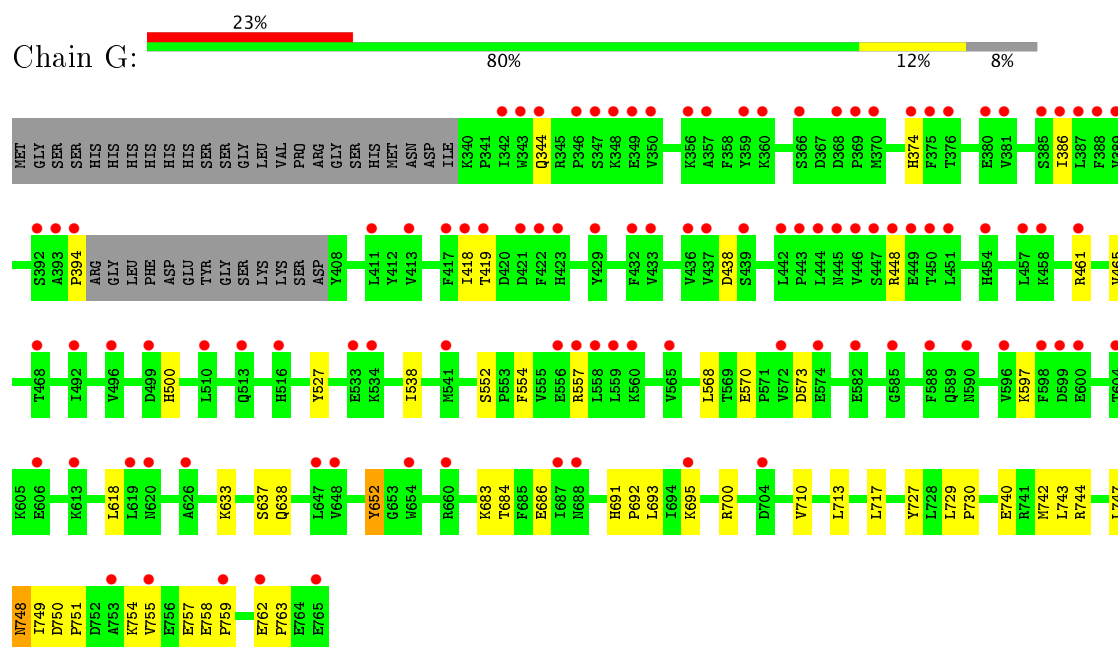 Chain G:
23%
80%
12%
8%
MET GLY SER SER HIS HIS HIS HIS HIS HIS SER SER GLY LEU VAL PRO ARG GLY SER HIS MET ASN ASP ILE K340 P341 I342 W343 Q344 R345 P346 S347 K348 E349 V350 K356 A357 F358 Y359 K360 S366 D367 D368 P369 M370 H374 F375 T376 E380 V381 S385 I386 L387 F388
S392 A393 P394 ARG GLY LEU PHE ASP GLU TYR GLY SER LYS LYS SER ASP Y408 L411 Y412 V413 F417 I418 T419 D420 D421 F422 H423 Y429 F432 V433 V436 V437 D438 S439 L442 P443 L444 N445 V446 S447 R448 E449 T450 L451 H454 L457 K458 R461 V465
T468 I492 V496 D499 H500 L510 Q513 H516 Y527 E533 K534 I538 M541 S552 P553 F554 V555 E556 R557 L558 L559 K560 V565 L568 T569 E570 P571 V572 D573 E574 E582 G585 F588 Q589 N590 V596 K597 F598 D599 E600 T604
K605 E606 K613 L618 L619 N620 A626 K633 S637 Q638 L647 V648 Y652 G653 W654 R660 K683 T684 F685 E686 I687 N688 H691 P692 L693 I694 K695 R700 D704 V710 L713 L717 Y727 L728 L729 P730 E740 R741 M742 L743 R744 L747
N748 I749 D750 P751 D752 A753 K754 V755 E756 E757 E758 P759 E762 P763 E764 E765